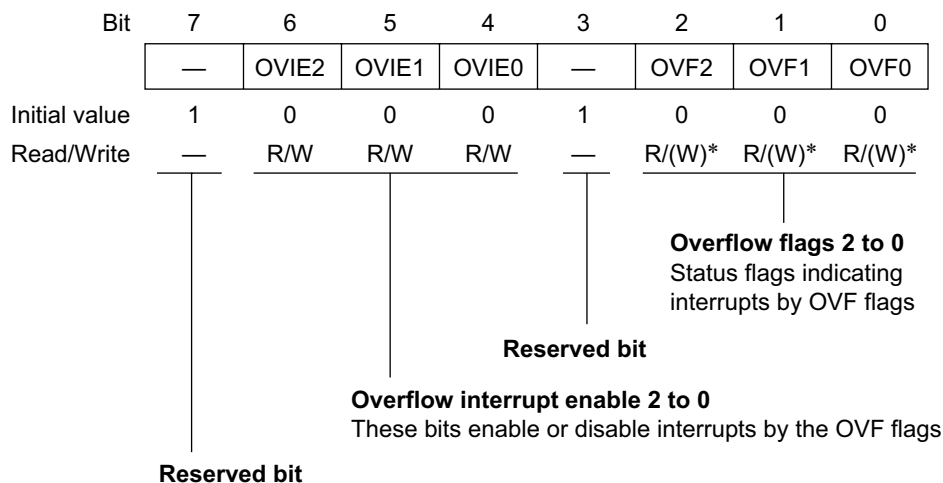 Bit 7 6 5 4 3 2 1 0
— OVIE2 OVIE1 OVIE0 — OVF2 OVF1 OVF0
Initial value 1 0 0 0 1 0 0 0
Read/Write — R/W R/W R/W — R/(W)* R/(W)* R/(W)*
Overflow flags 2 to 0
Status flags indicating
interrupts by OVF flags
Reserved bit
Overflow interrupt enable 2 to 0
These bits enable or disable interrupts by the OVF flags
Reserved bit